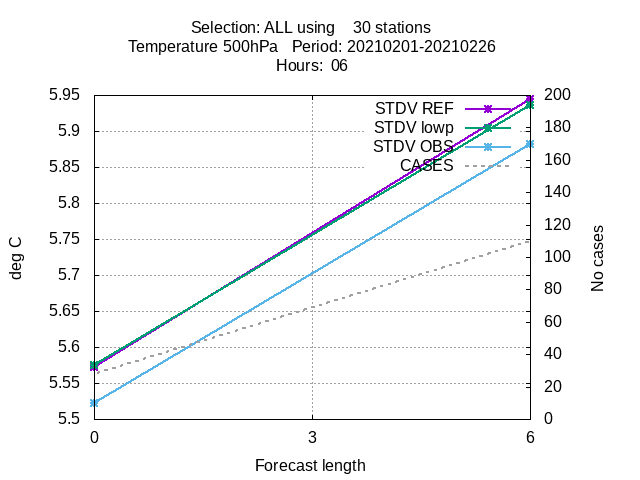 Selection: ALL using    30 stations
Temperature 500hPa   Period: 20210201-20210226
Hours:  06
5.95
5.9
5.85
5.8
5.75
5.7
5.65
5.6
5.55
5.5
deg C
STDV REF
STDV lowp
STDV OBS
CASES
200
180
160
140
120
100
80
60
40
20
0
No cases
0
3
6
Forecast length